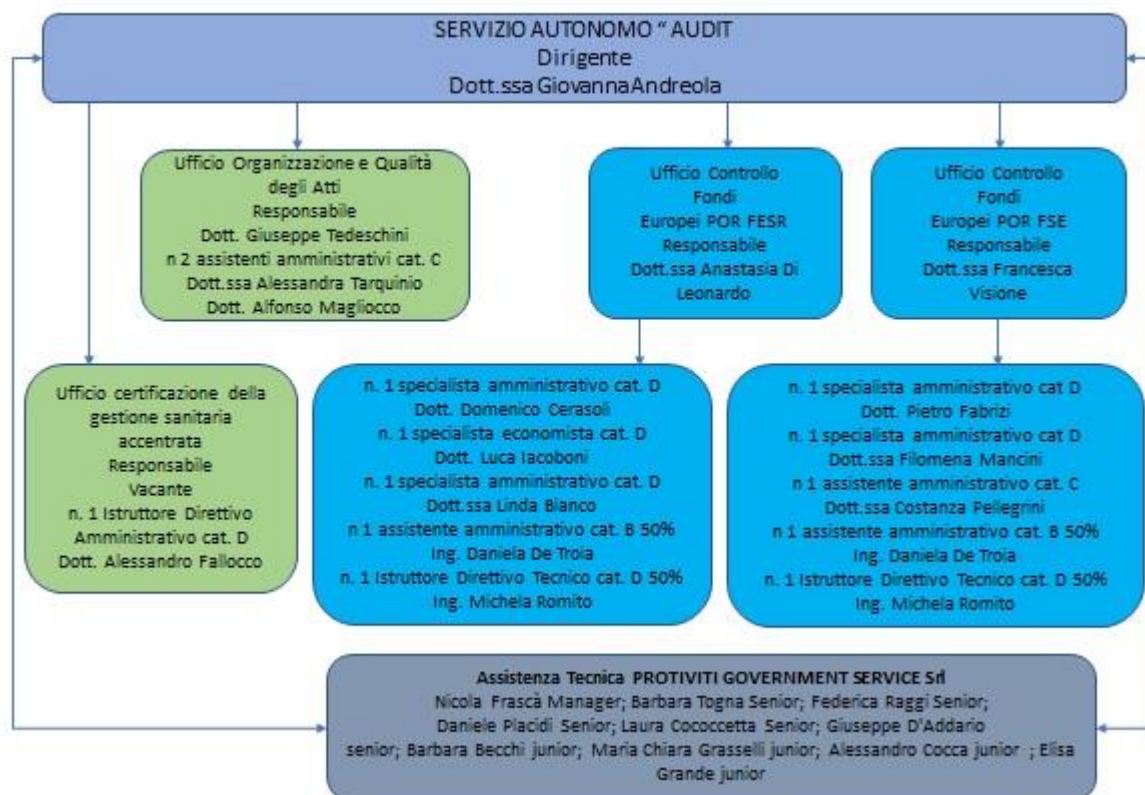 SERVIZIO AUTONOMO “ AUDIT
Dirigente
Dott.ssa GiovannaAndreola
Ufficio Organizzazione e Qualità
degli Atti
Responsabile
Dott. Giuseppe Tedeschini
n 2 assistenti amministrativi cat. C
Dott.ssa Alessandra Tarquinio
Dott. Alfonso Magliocco
Ufficio Controllo
Fondi
Europei POR FESR
Responsabile
Dott.ssa Anastasia Di
Leonardo
Ufficio Controllo
Fondi
Europei POR FSE
Responsabile
Dott.ssa Francesca
Visione
Ufficio certificazione della
gestione sanitaria
accentrata
Responsabile
Vacante
n. 1 Istruttore Direttivo
Amministrativo cat. D
Dott. Alessandro Fallocco
n. 1 specialista amministrativo cat. D
Dott. Domenico Cerasoli
n. 1 specialista economista cat. D
Dott. Luca Iacoboni
n. 1 specialista amministrativo cat. D
Dott.ssa Linda Blanco
n 1 assistente amministrativo cat. B 50%
Ing. Daniela De Troia
n. 1 Istruttore Direttivo Tecnico cat. D 50%
Ing. Michela Romito
n. 1 specialista amministrativo cat D
Dott. Pietro Fabrizi
n. 1 specialista amministrativo cat D
Dott.ssa Filomena Mancini
n 1 assistente amministrativo cat. C
Dott.ssa Costanza Pellegrini
n 1 assistente amministrativo cat. B 50%
Ing. Daniela De Troia
n. 1 Istruttore Direttivo Tecnico cat. D 50%
Ing. Michela Romito
Assistenza Tecnica PROTIVITI GOVERNMENT SERVICE Srl
Nicola Frascà Manager; Barbara Togna Senior; Federica Raggi Senior;
Daniele Placidi Senior; Laura Cococcetta Senior; Giuseppe D'Addario
senior; Barbara Becchi junior; Maria Chiara Grasselli junior; Alessandro Cocca junior ; Elisa
Grande junior